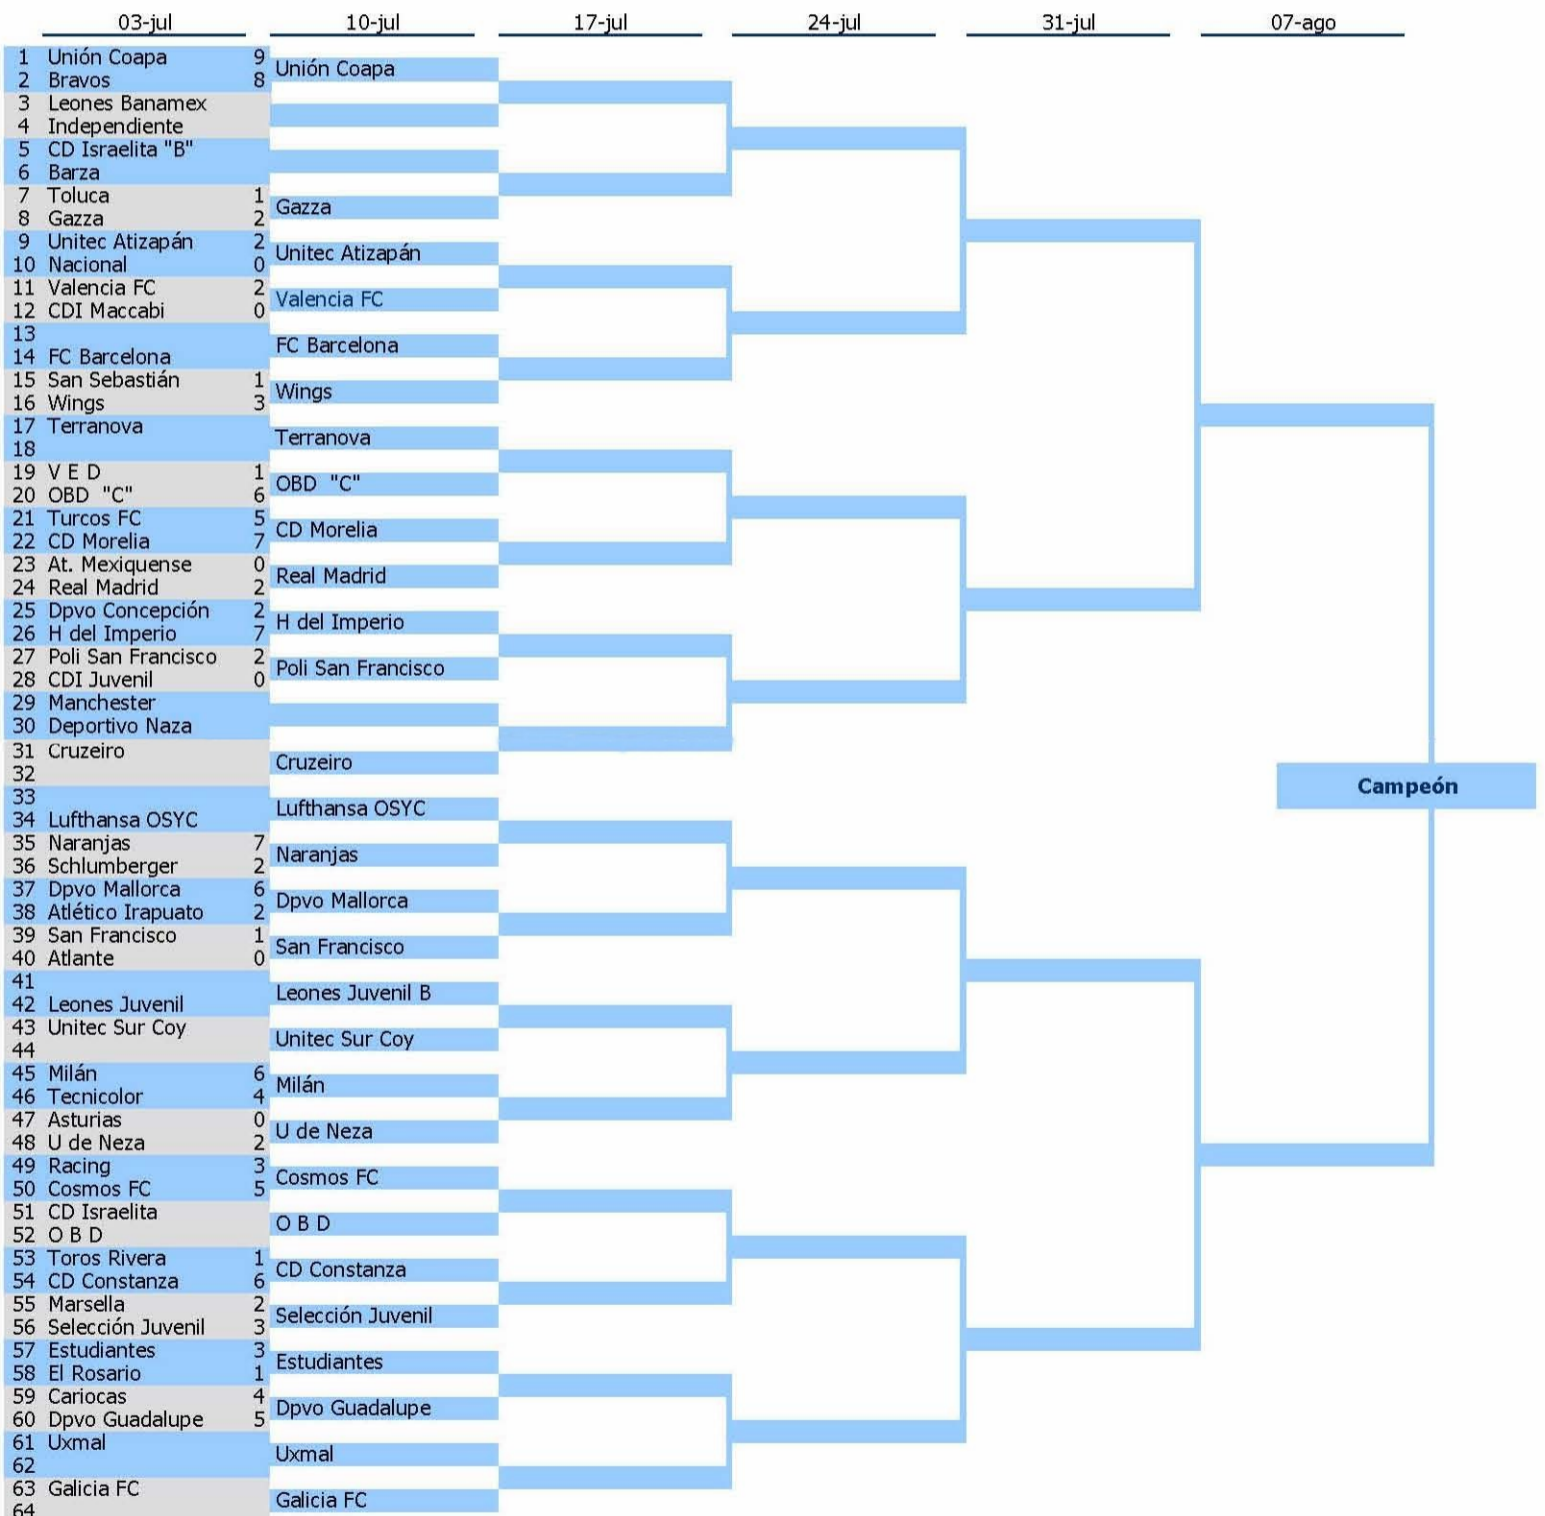 03-jul 10-jul 17-jul 24-jul 31-jul 07-ago
1 Unión Coapa 9
Unión Coapa
2 Bravos 8
3 Leones Banamex
4 Independiente
5 CD Israelita "B"
6 Barza
7 Toluca 1
Gazza
8 Gazza 2
9 Unitec Atizapán 2
Unitec Atizapán
10 Nacional 0
11 Valencia FC 2
Valencia FC
12 CDI Maccabi 0
13
FC Barcelona
14 FC Barcelona
15 San Sebastián 1
Wings
16 Wings 3
17 Terranova
Terranova
18
19 V E D 1
OBD "C"
20 OBD "C" 6
21 Turcos FC 5
CD Morelia
22 CD Morelia 7
23 At. Mexiquense 0
Real Madrid
24 Real Madrid 2
25 Dpvo Concepción 2
H del Imperio
26 H del Imperio 7
27 Poli San Francisco 2
Poli San Francisco
28 CDI Juvenil 0
29 Manchester
30 Deportivo Naza
31 Cruzeiro
Cruzeiro
32
Campeón
33
Lufthansa OSYC
34 Lufthansa OSYC
35 Naranjas 7
Naranjas
36 Schlumberger 2
37 Dpvo Mallorca 6
Dpvo Mallorca
38 Atlético Irapuato 2
39 San Francisco 1
San Francisco
40 Atlante 0
41
Leones Juvenil B
42 Leones Juvenil
43 Unitec Sur Coy
Unitec Sur Coy
44
45 Milán 6
Milán
46 Tecnicolor 4
47 Asturias 0
U de Neza
48 U de Neza 2
49 Racing 3
Cosmos FC
50 Cosmos FC 5
51 CD Israelita
O B D
52 O B D
53 Toros Rivera 1
CD Constanza
54 CD Constanza 6
55 Marsella 2
Selección Juvenil
56 Selección Juvenil 3
57 Estudiantes 3
Estudiantes
58 El Rosario 1
59 Cariocas 4
Dpvo Guadalupe
60 Dpvo Guadalupe 5
61 Uxmal
Uxmal
62
63 Galicia FC
Galicia FC
64